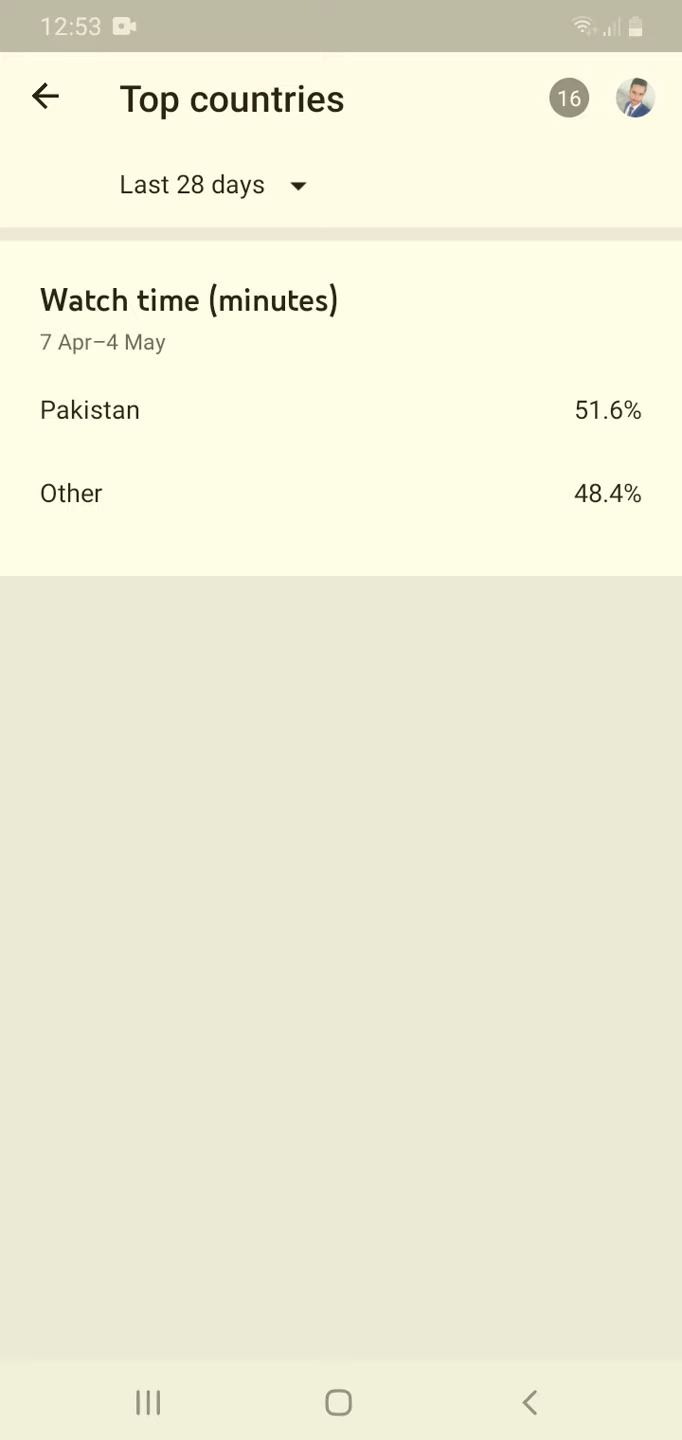 12:53
Top countries
16
Last 28 days
Watch time (minutes)
7 Apr–4 May
Pakistan 51.6%
Other 48.4%